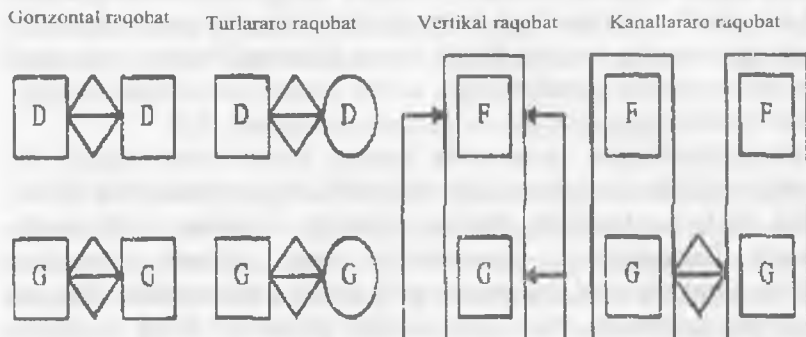 Gorizontal raqobat Turlararo raqobat Vertikal raqobat Kanallararo raqobat
D D D D F F F
G G G G G G G